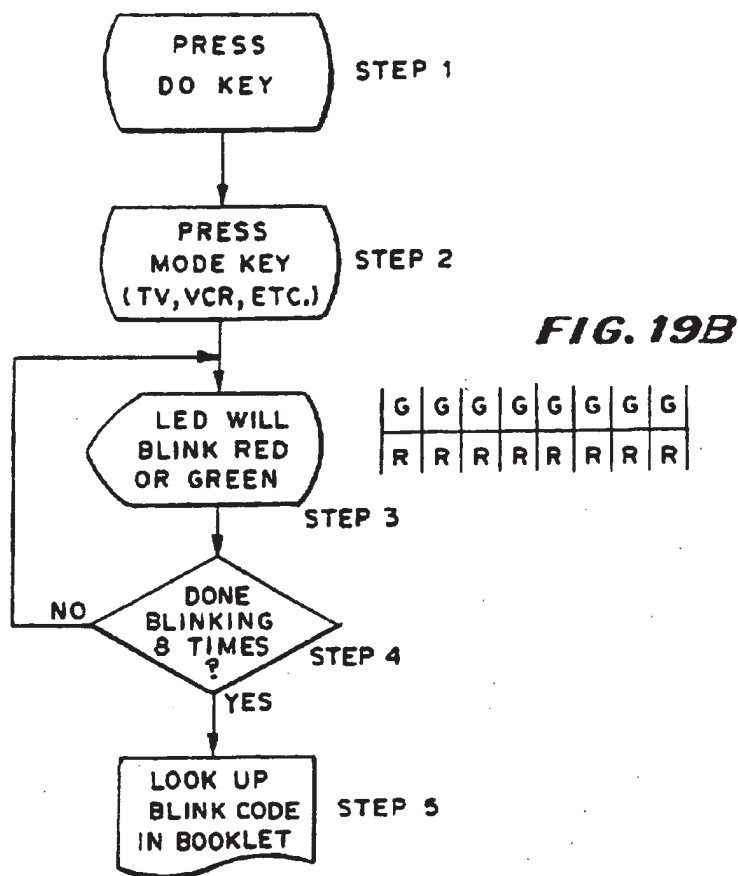 PRESS
DO KEY
STEP 1
PRESS
MODE KEY
(TV, VCR, ETC.)
STEP 2
FIG. 19B
LED WILL
BLINK RED
OR GREEN
STEP 3
G G G G G G G G
R R R R R R R R
DONE
BLINKING
8 TIMES
?
STEP 4
NO
YES
LOOK UP
BLINK CODE
IN BOOKLET
STEP 5